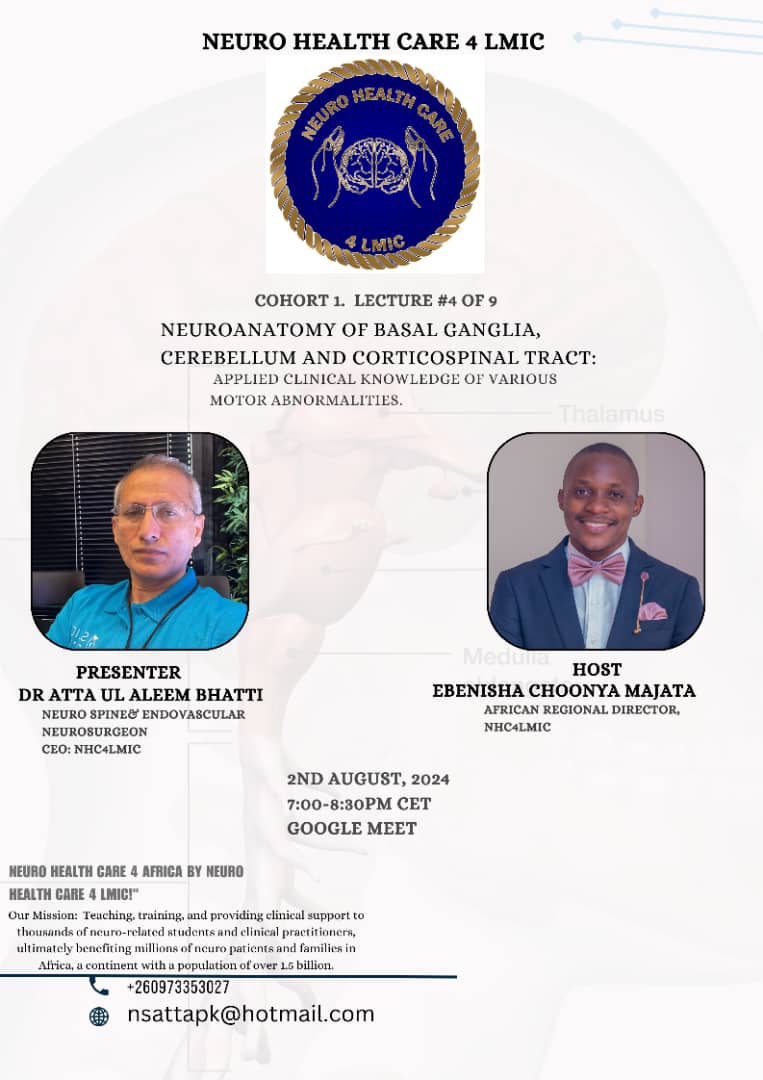 NEURO HEALTH CARE 4 LMIC
NEURO HEALTH CARE
4 LMIC
COHORT 1. LECTURE #4 OF 9
NEUROANATOMY OF BASAL GANGLIA,
CEREBELLUM AND CORTICOSPINAL TRACT:
APPLIED CLINICAL KNOWLEDGE OF VARIOUS
MOTOR ABNORMALITIES.
Thalamus
Medulla
PRESENTER
DR ATTA UL ALEEM BHATTI
NEURO SPINE& ENDOVASCULAR
NEUROSURGEON
CEO: NHC4LMIC
HOST
EBENISHA CHOONYA MAJATA
AFRICAN REGIONAL DIRECTOR,
NHC4LMIC
2ND AUGUST, 2024
7:00-8:30PM CET
GOOGLE MEET
NEURO HEALTH CARE 4 AFRICA BY NEURO
HEALTH CARE 4 LMIC!"
Our Mission: Teaching, training, and providing clinical support to
thousands of neuro-related students and clinical practitioners,
ultimately benefiting millions of neuro patients and families in
Africa, a continent with a population of over 1.5 billion.
+260973353027
nsattapk@hotmail.com